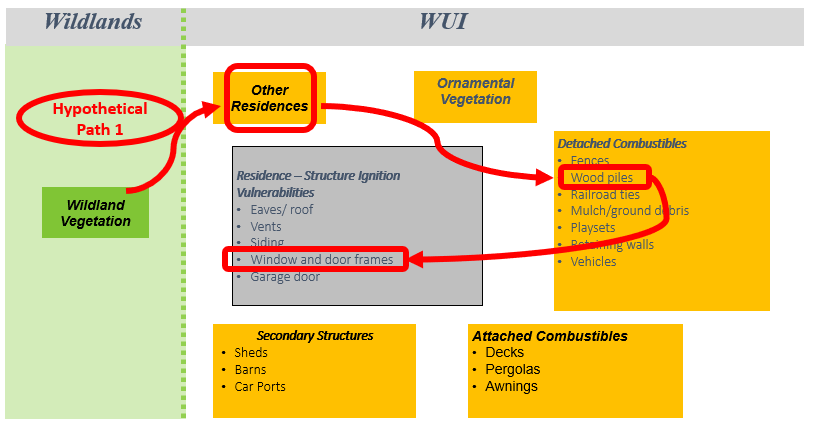 Wildlands
WUI
Hypothetical
Path 1
Wildland
Vegetation
Other
Residences
Ornamental
Vegetation
Residence – Structure Ignition
Vulnerabilities
• Eaves/ roof
• Vents
• Siding
• Window and door frames
• Garage door
Detached Combustibles
• Fences
• Wood piles
• Railroad ties
• Mulch/ground debris
• Playsets
• Retaining walls
• Vehicles
Secondary Structures
• Sheds
• Barns
• Car Ports
Attached Combustibles
• Decks
• Pergolas
• Awnings